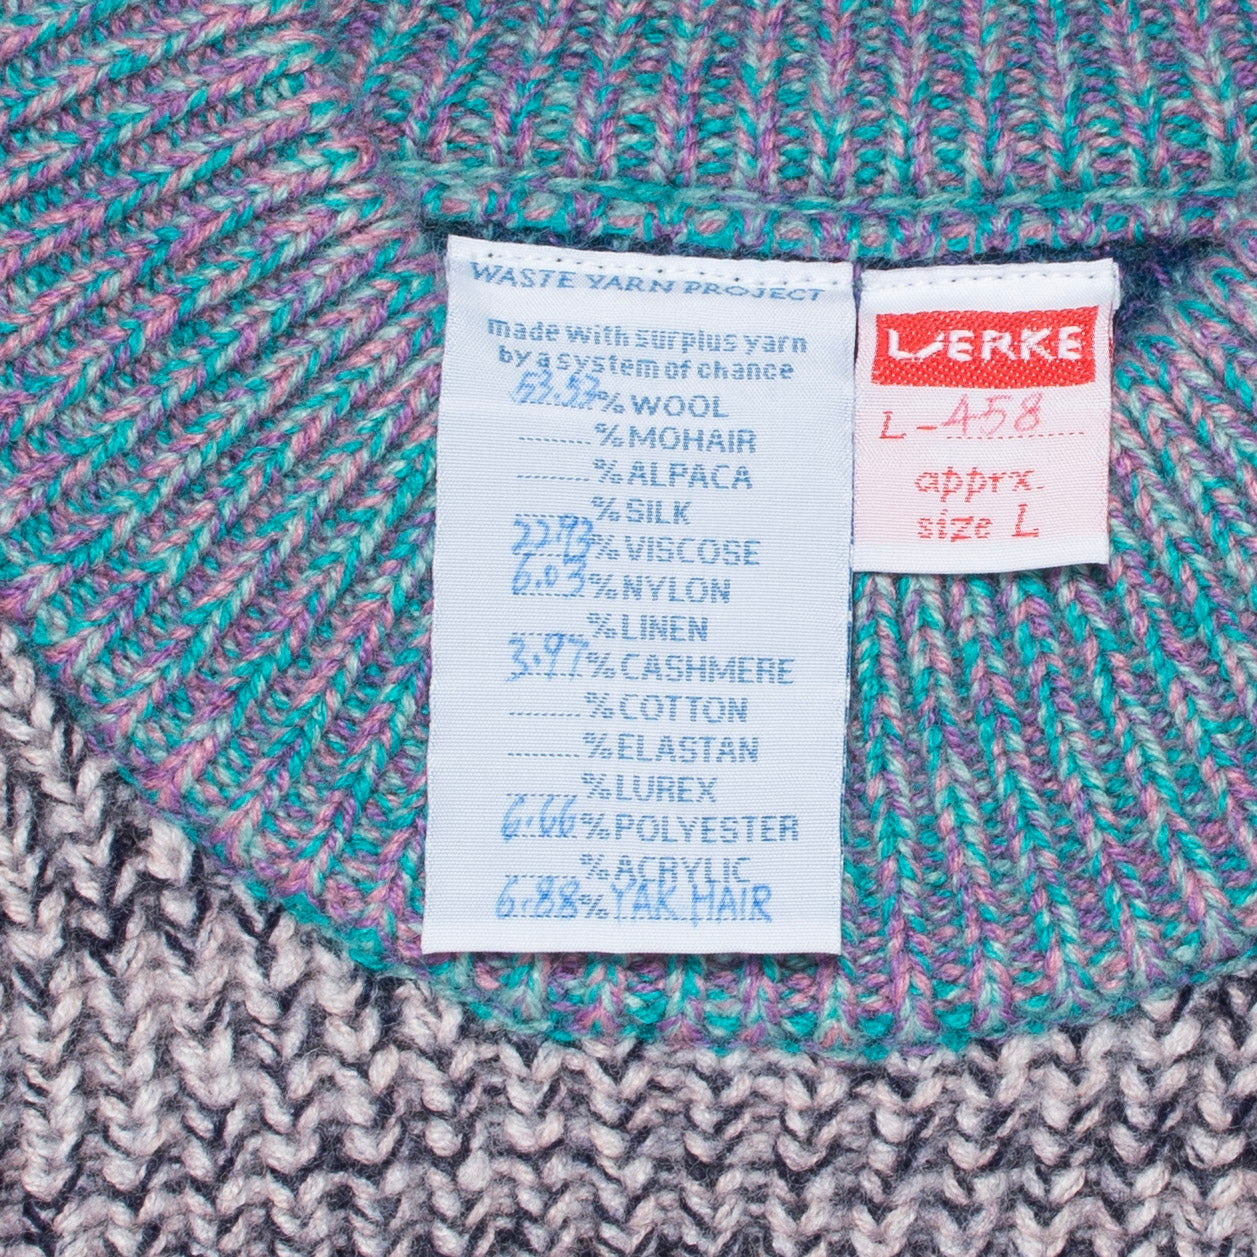 WASTE YARN PROJECT
made with surplus yarn
by a system of chance
53.53% WOOL
..........% MOHAIR
..........% ALPACA
..........% SILK
22.93% VISCOSE
6.03% NYLON
..........% LINEN
3.97% CASHMERE
..........% COTTON
..........% ELASTAN
..........% LUREX
6.66% POLYESTER
..........% ACRYLIC
6.88% YAK HAIR
WERKE
L-458
apprx.
size L